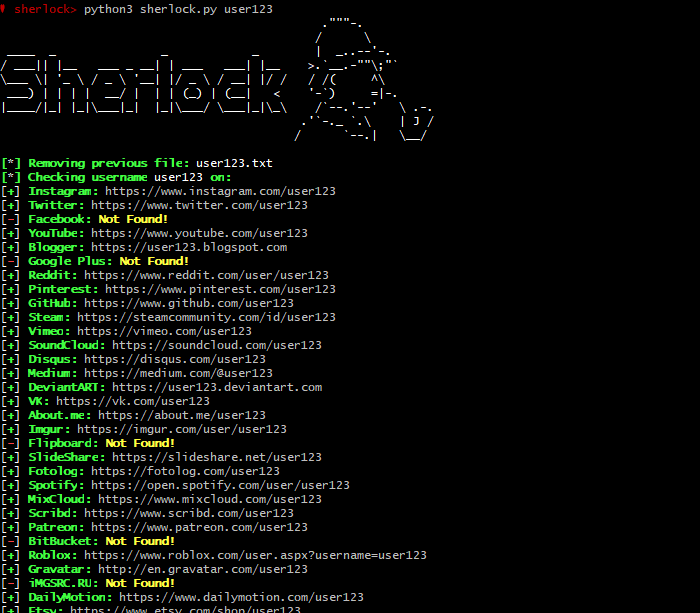 sherlock> python3 sherlock.py user123
Sherlock
[*] Removing previous file: user123.txt
[*] Checking username user123 on:
[+] Instagram: https://www.instagram.com/user123
[+] Twitter: https://www.twitter.com/user123
[-] Facebook: Not Found!
[+] YouTube: https://www.youtube.com/user123
[+] Blogger: https://user123.blogspot.com
[-] Google Plus: Not Found!
[+] Reddit: https://www.reddit.com/user/user123
[+] Pinterest: https://www.pinterest.com/user123
[+] GitHub: https://www.github.com/user123
[+] Steam: https://steamcommunity.com/id/user123
[+] Vimeo: https://vimeo.com/user123
[+] SoundCloud: https://soundcloud.com/user123
[+] Disqus: https://disqus.com/user123
[+] Medium: https://medium.com/@user123
[+] DeviantART: https://user123.deviantart.com
[+] VK: https://vk.com/user123
[+] About.me: https://about.me/user123
[+] Imgur: https://imgur.com/user/user123
[-] Flipboard: Not Found!
[+] SlideShare: https://slideshare.net/user123
[+] Fotolog: https://fotolog.com/user123
[+] Spotify: https://open.spotify.com/user/user123
[+] MixCloud: https://www.mixcloud.com/user123
[+] Scribd: https://www.scribd.com/user123
[+] Patreon: https://www.patreon.com/user123
[-] BitBucket: Not Found!
[+] Roblox: https://www.roblox.com/user.aspx?username=user123
[+] Gravatar: http://en.gravatar.com/user123
[-] iMGSRC.RU: Not Found!
[+] DailyMotion: https://www.dailymotion.com/user123
[+] Etsy: https://www.etsy.com/shop/user123